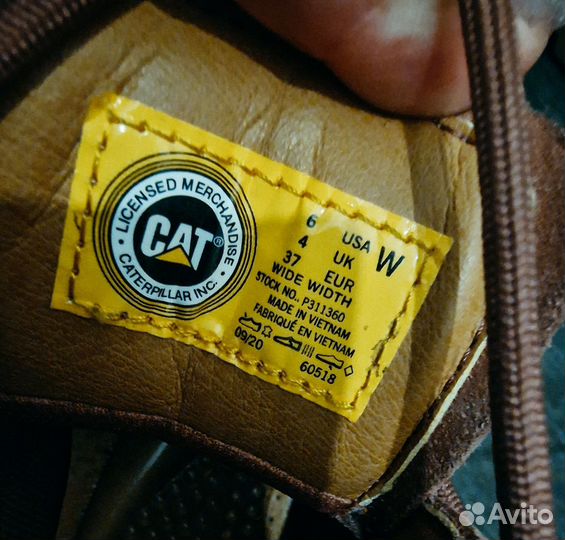 LICENSED MERCHANDISE
CAT®
CATERPILLAR INC.
6 USA W
4 UK
37 EUR
WIDE WIDTH
STOCK NO. P311360
MADE IN VIETNAM
FABRIQUÉ EN VIETNAM
09/20 60518
Avito